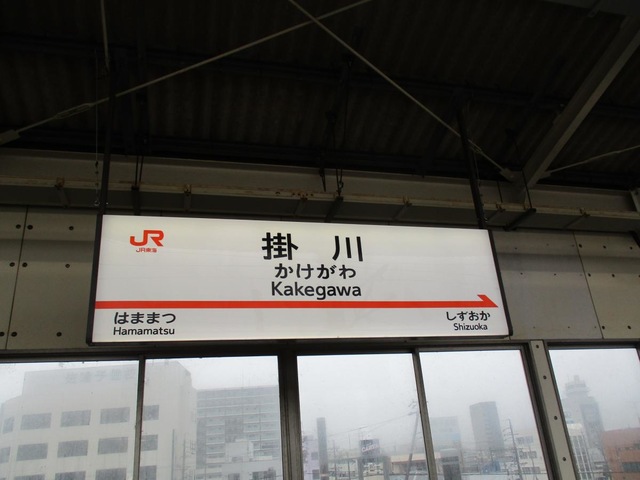 JR
JR東海
掛川
かけがわ
Kakegawa
はままつ
Hamamatsu
しずおか
Shizuoka